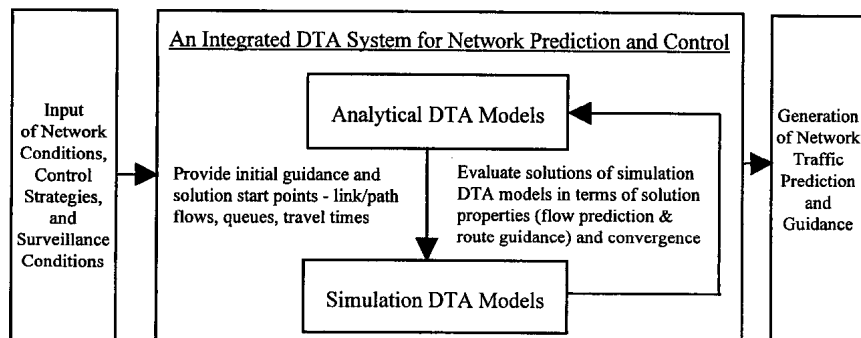 An Integrated DTA System for Network Prediction and Control
Input
of Network
Conditions,
Control
Strategies,
and
Surveillance
Conditions
Analytical DTA Models
Provide initial guidance and
solution start points - link/path
flows, queues, travel times
Evaluate solutions of simulation
DTA models in terms of solution
properties (flow prediction &
route guidance) and convergence
Simulation DTA Models
Generation
of Network
Traffic
Prediction
and
Guidance